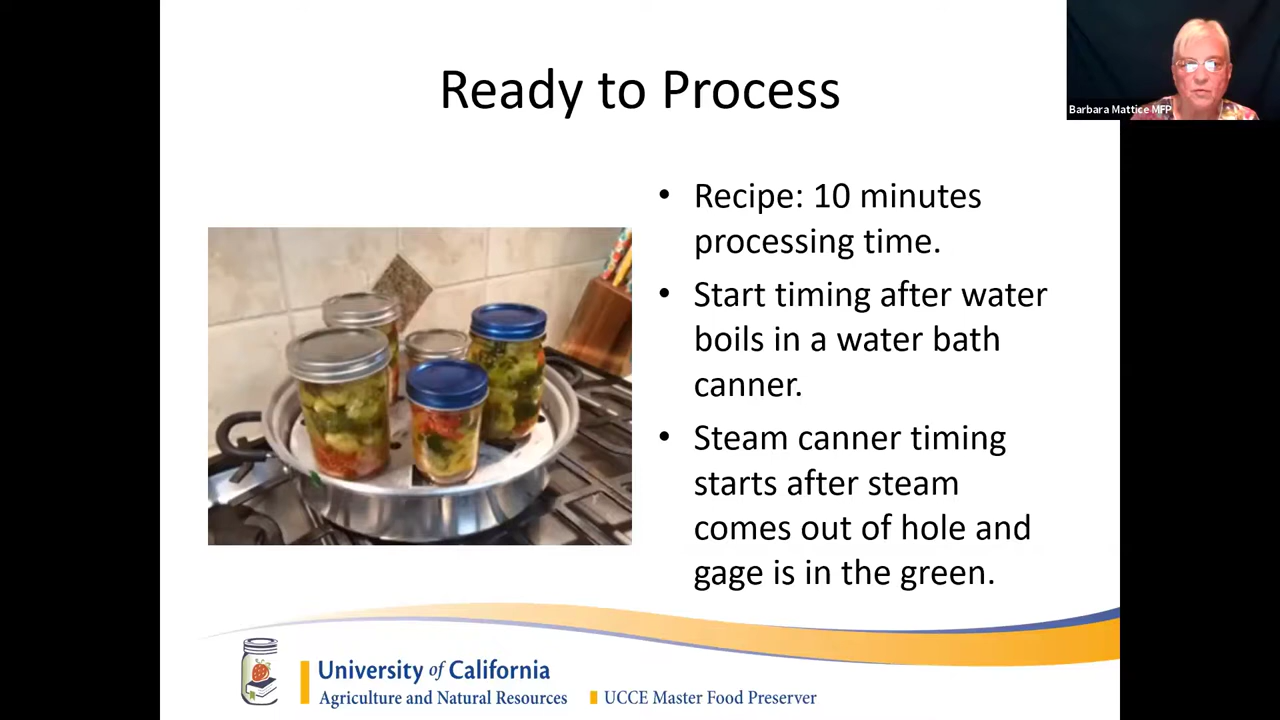 Ready to Process
Barbara Mattice MFP
• Recipe: 10 minutes
processing time.
• Start timing after water
boils in a water bath
canner.
• Steam canner timing
starts after steam
comes out of hole and
gage is in the green.
University of California
Agriculture and Natural Resources
UCCE Master Food Preserver